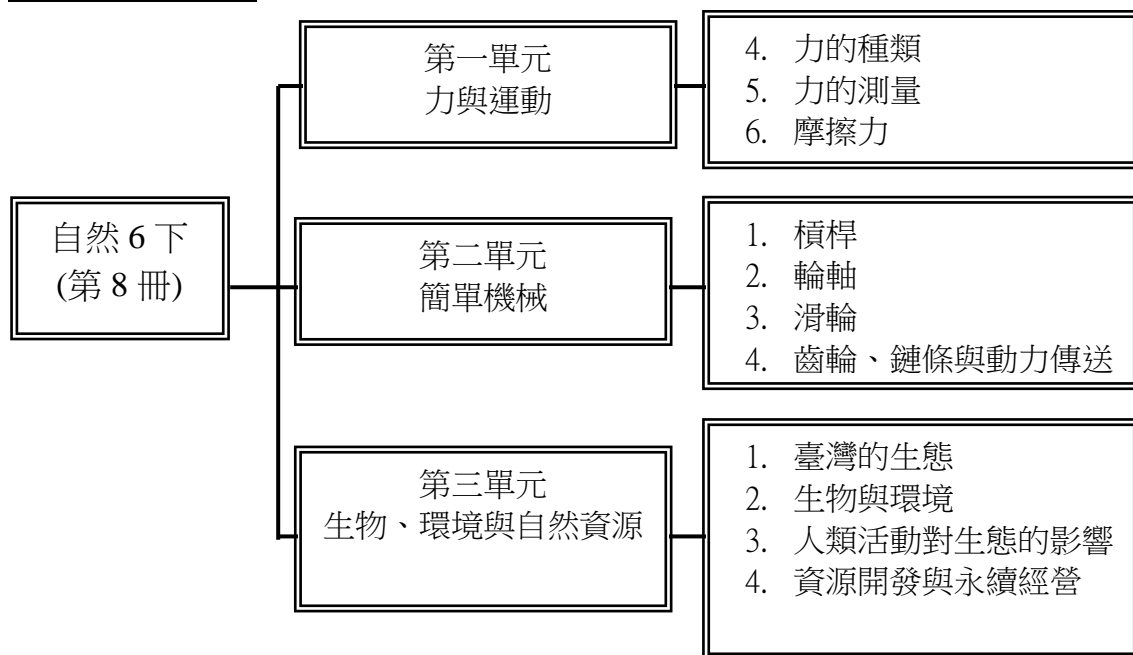 自然 6 下
(第 8 冊)
第一單元
力與運動
4. 力的種類
5. 力的測量
6. 摩擦力
第二單元
簡單機械
1. 槓桿
2. 輪軸
3. 滑輪
4. 齒輪、鏈條與動力傳送
第三單元
生物、環境與自然資源
1. 臺灣的生態
2. 生物與環境
3. 人類活動對生態的影響
4. 資源開發與永續經營